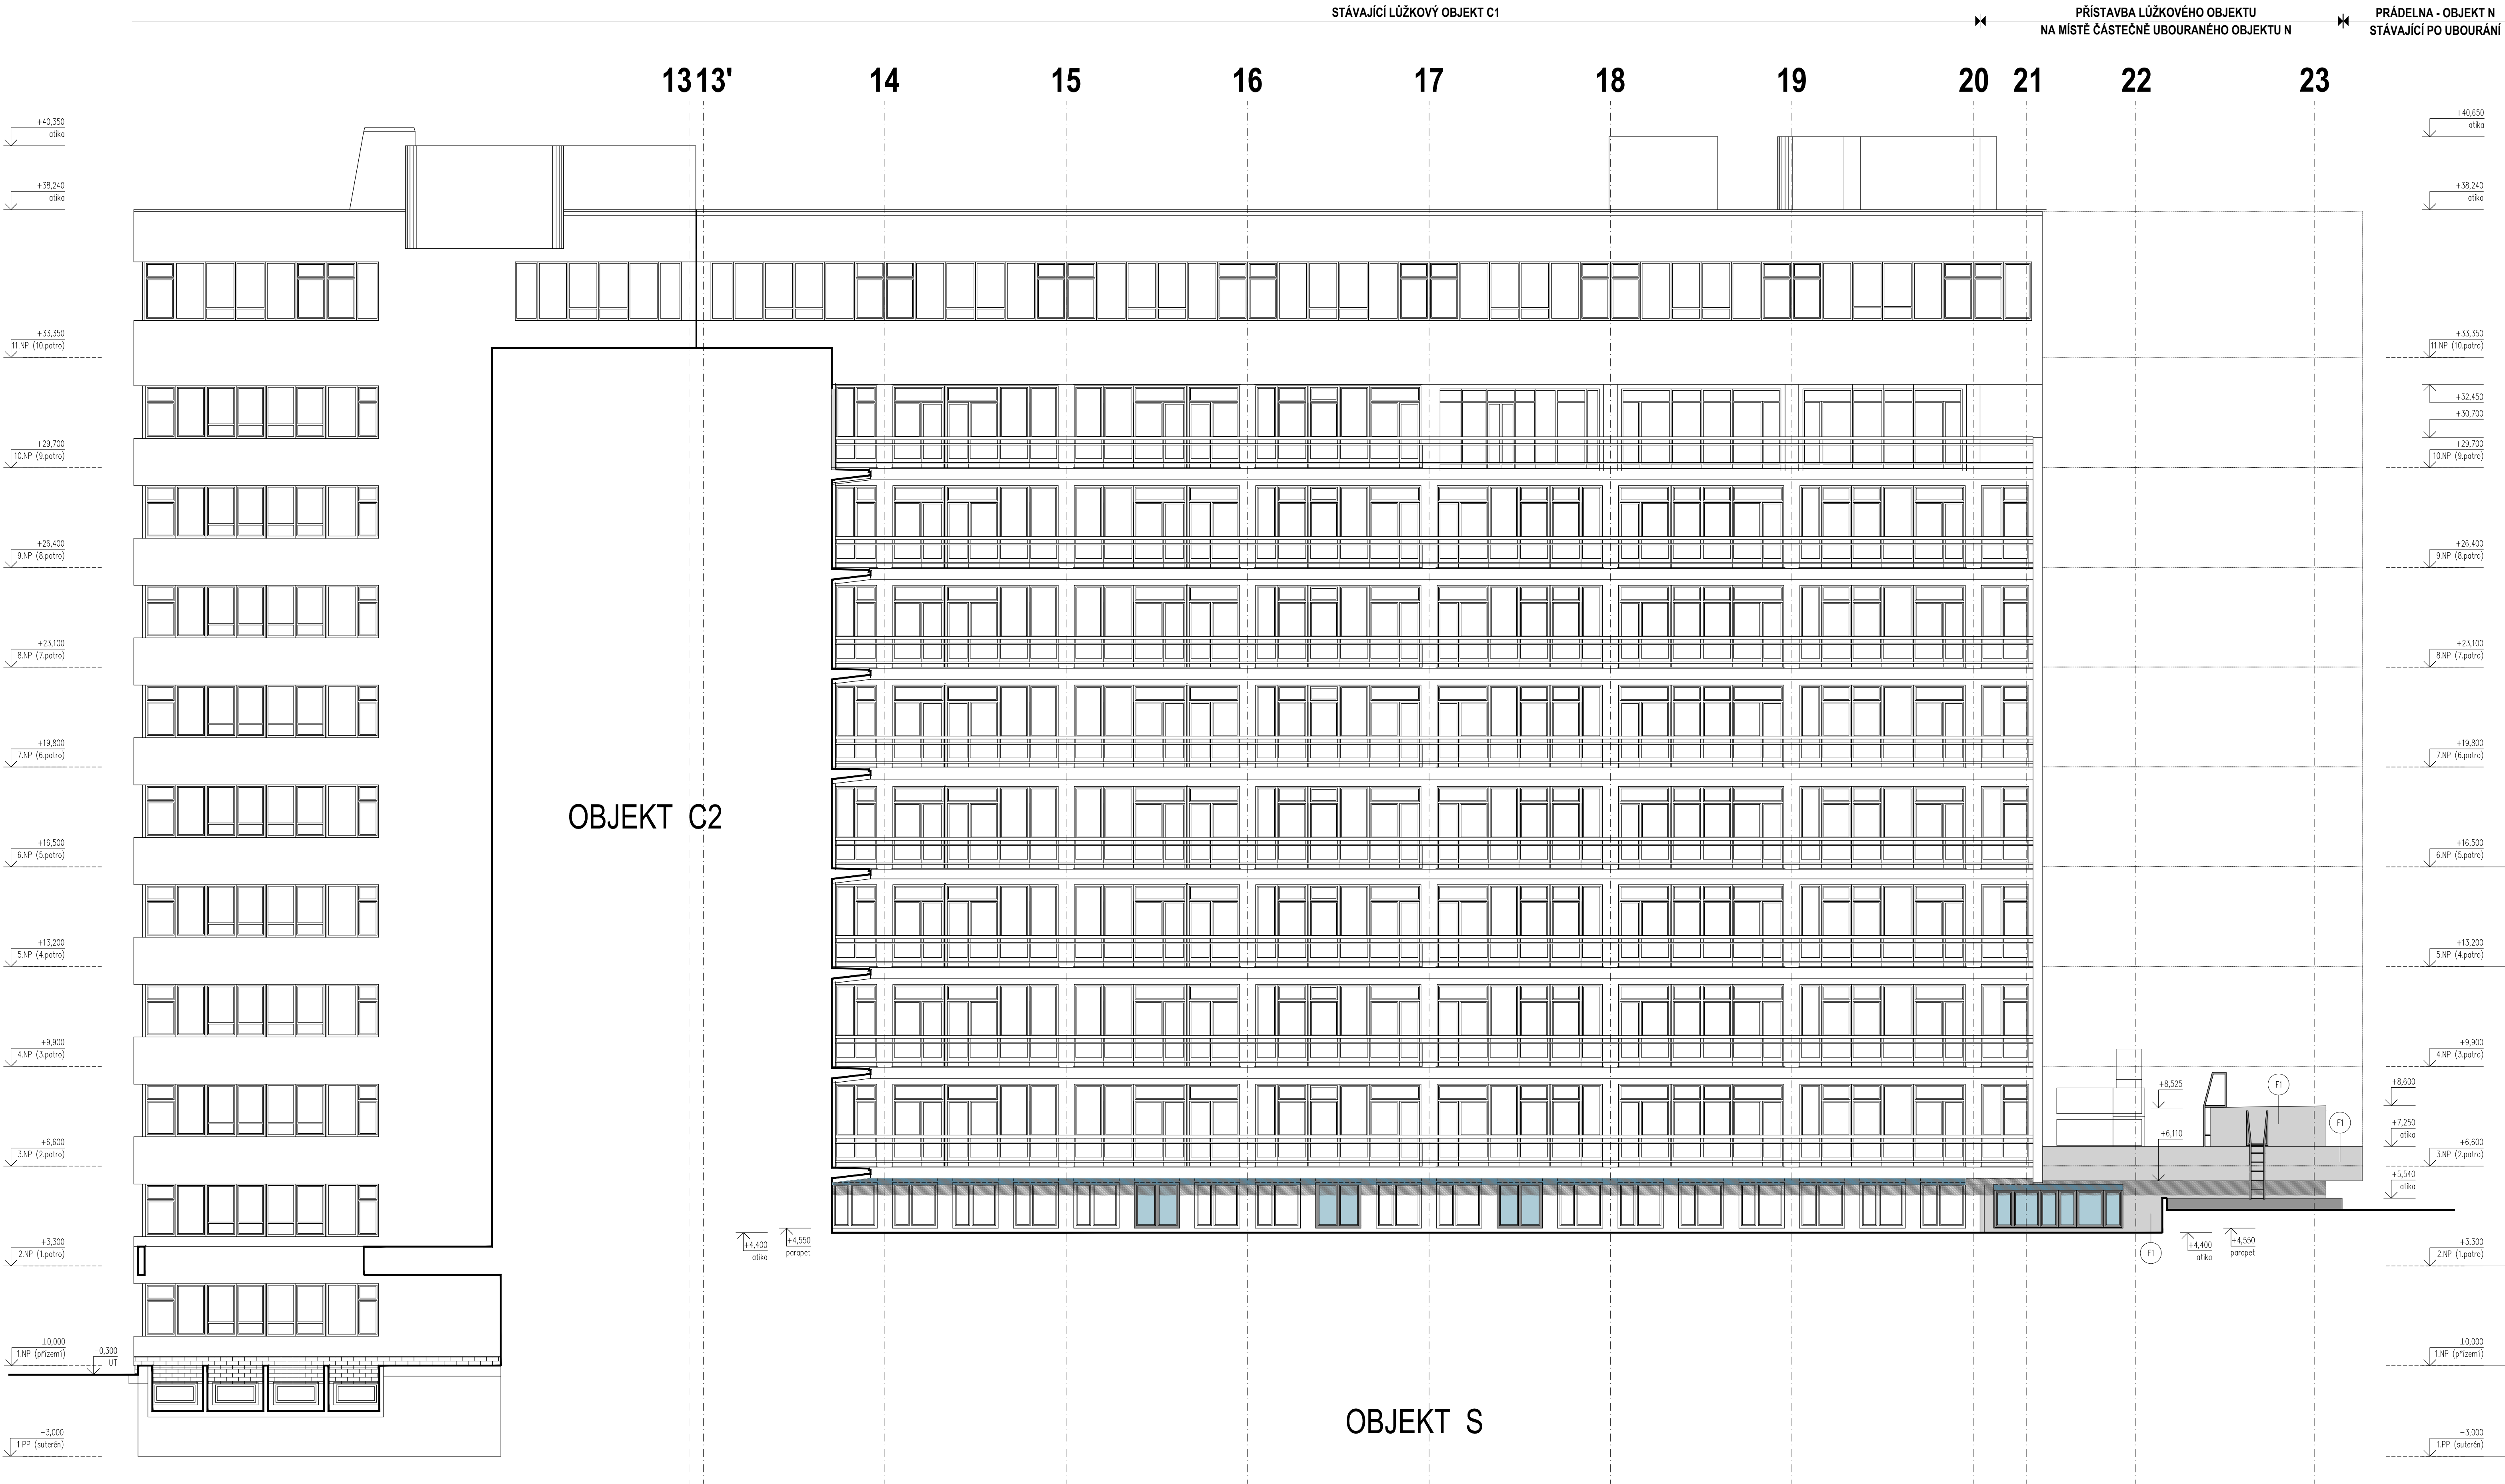 STÁVAJÍCÍ LŮŽKOVÝ OBJEKT C1
PŘÍSTAVBA LŮŽKOVÉHO OBJEKTU
NA MÍSTĚ ČÁSTEČNĚ UBOURANÉHO OBJEKTU N
PRÁDELNA - OBJEKT N
STÁVAJÍCÍ PO UBOURÁNÍ
13 13' 14 15 16 17 18 19 20 21 22 23
+40,350
atika
+38,240
atika
+33,350
11.NP (10.patro)
+29,700
10.NP (9.patro)
+26,400
9.NP (8.patro)
+23,100
8.NP (7.patro)
+19,800
7.NP (6.patro)
+16,500
6.NP (5.patro)
+13,200
5.NP (4.patro)
+9,900
4.NP (3.patro)
+6,600
3.NP (2.patro)
+3,300
2.NP (1.patro)
±0,000
1.NP (přízemí)
-0,300
UT
-3,000
1.PP (suterén)
OBJEKT C2
+4,400
atika
+4,550
parapet
OBJEKT S
+8,525
+6,110
F1
F1
F1
+4,400
atika
+4,550
parapet
+40,650
atika
+38,240
atika
+33,350
11.NP (10.patro)
+32,450
+30,700
+29,700
10.NP (9.patro)
+26,400
9.NP (8.patro)
+23,100
8.NP (7.patro)
+19,800
7.NP (6.patro)
+16,500
6.NP (5.patro)
+13,200
5.NP (4.patro)
+9,900
4.NP (3.patro)
+8,600
+7,250
atika
+6,600
3.NP (2.patro)
+5,540
atika
+3,300
2.NP (1.patro)
±0,000
1.NP (přízemí)
-3,000
1.PP (suterén)